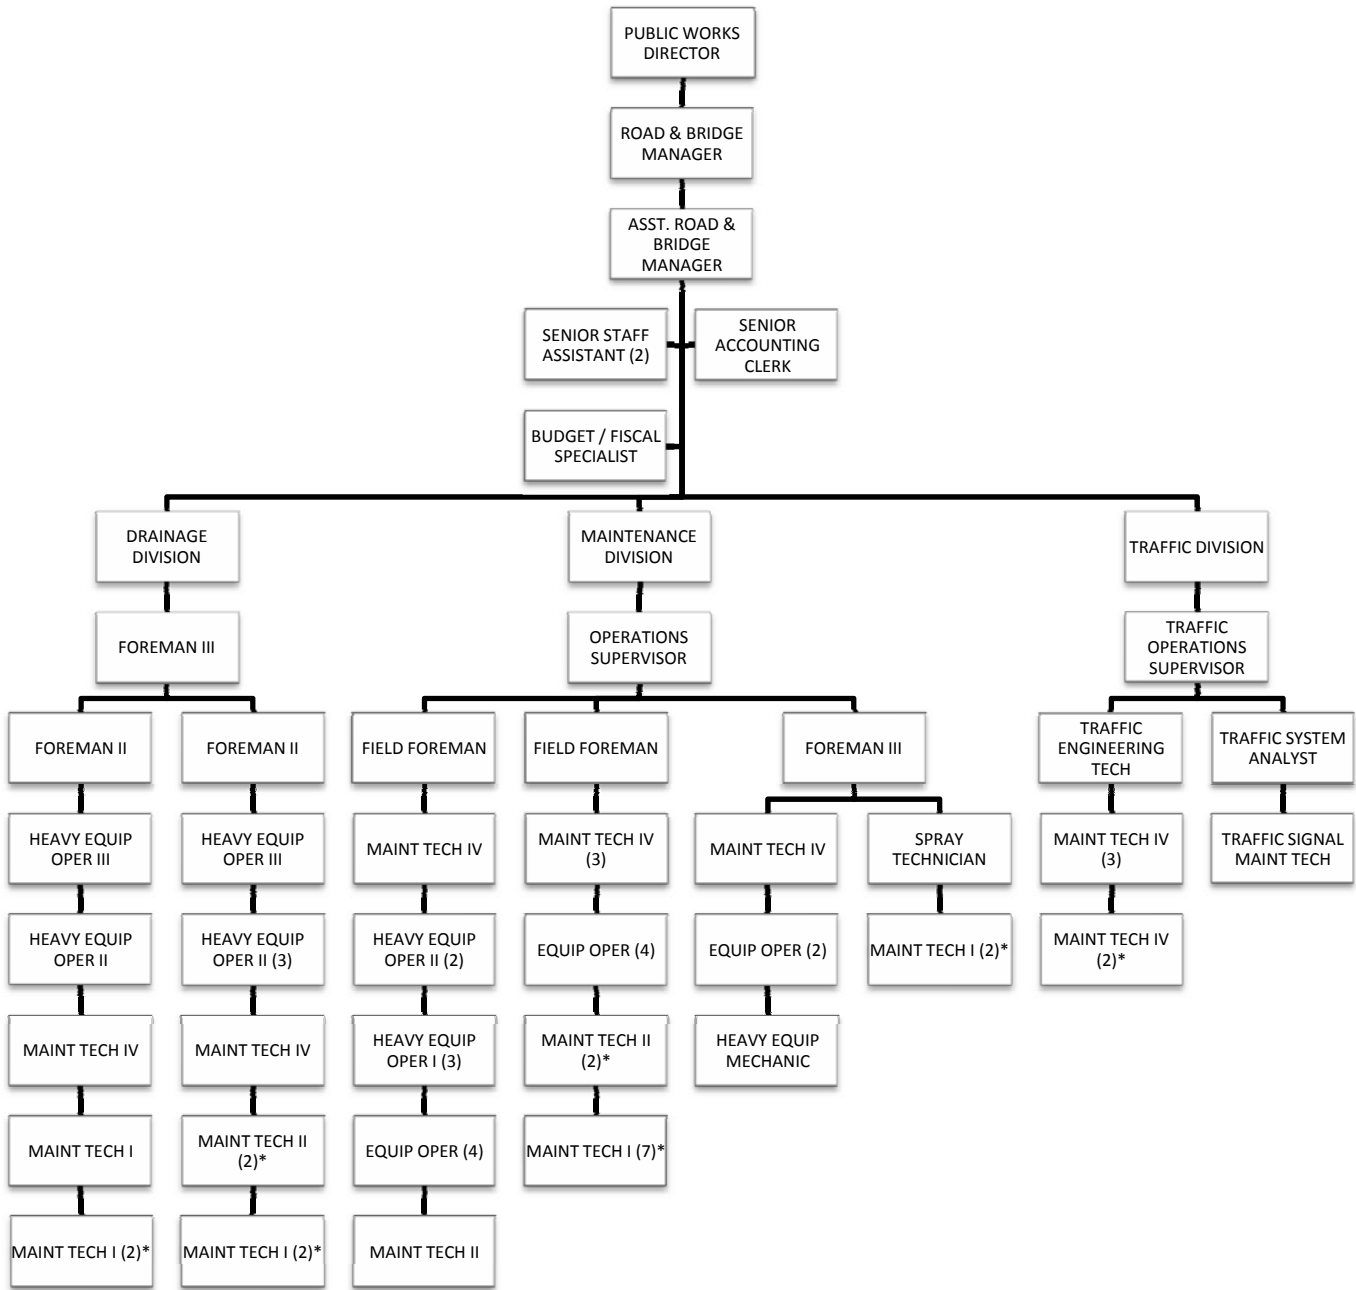 PUBLIC WORKS
DIRECTOR
ROAD & BRIDGE
MANAGER
ASST. ROAD &
BRIDGE
MANAGER
SENIOR STAFF
ASSISTANT (2)
SENIOR
ACCOUNTING
CLERK
BUDGET / FISCAL
SPECIALIST
DRAINAGE
DIVISION
FOREMAN III
FOREMAN II
HEAVY EQUIP
OPER III
HEAVY EQUIP
OPER II
MAINT TECH IV
MAINT TECH I
MAINT TECH I (2)*
FOREMAN II
HEAVY EQUIP
OPER III
HEAVY EQUIP
OPER II (3)
MAINT TECH IV
MAINT TECH II
(2)*
MAINT TECH I (2)*
MAINTENANCE
DIVISION
OPERATIONS
SUPERVISOR
FIELD FOREMAN
MAINT TECH IV
HEAVY EQUIP
OPER II (2)
HEAVY EQUIP
OPER I (3)
EQUIP OPER (4)
MAINT TECH II
FIELD FOREMAN
MAINT TECH IV
(3)
EQUIP OPER (4)
MAINT TECH II
(2)*
MAINT TECH I (7)*
FOREMAN III
MAINT TECH IV
EQUIP OPER (2)
HEAVY EQUIP
MECHANIC
SPRAY
TECHNICIAN
MAINT TECH I (2)*
TRAFFIC DIVISION
TRAFFIC
OPERATIONS
SUPERVISOR
TRAFFIC
ENGINEERING
TECH
MAINT TECH IV
(3)
MAINT TECH IV
(2)*
TRAFFIC SYSTEM
ANALYST
TRAFFIC SIGNAL
MAINT TECH